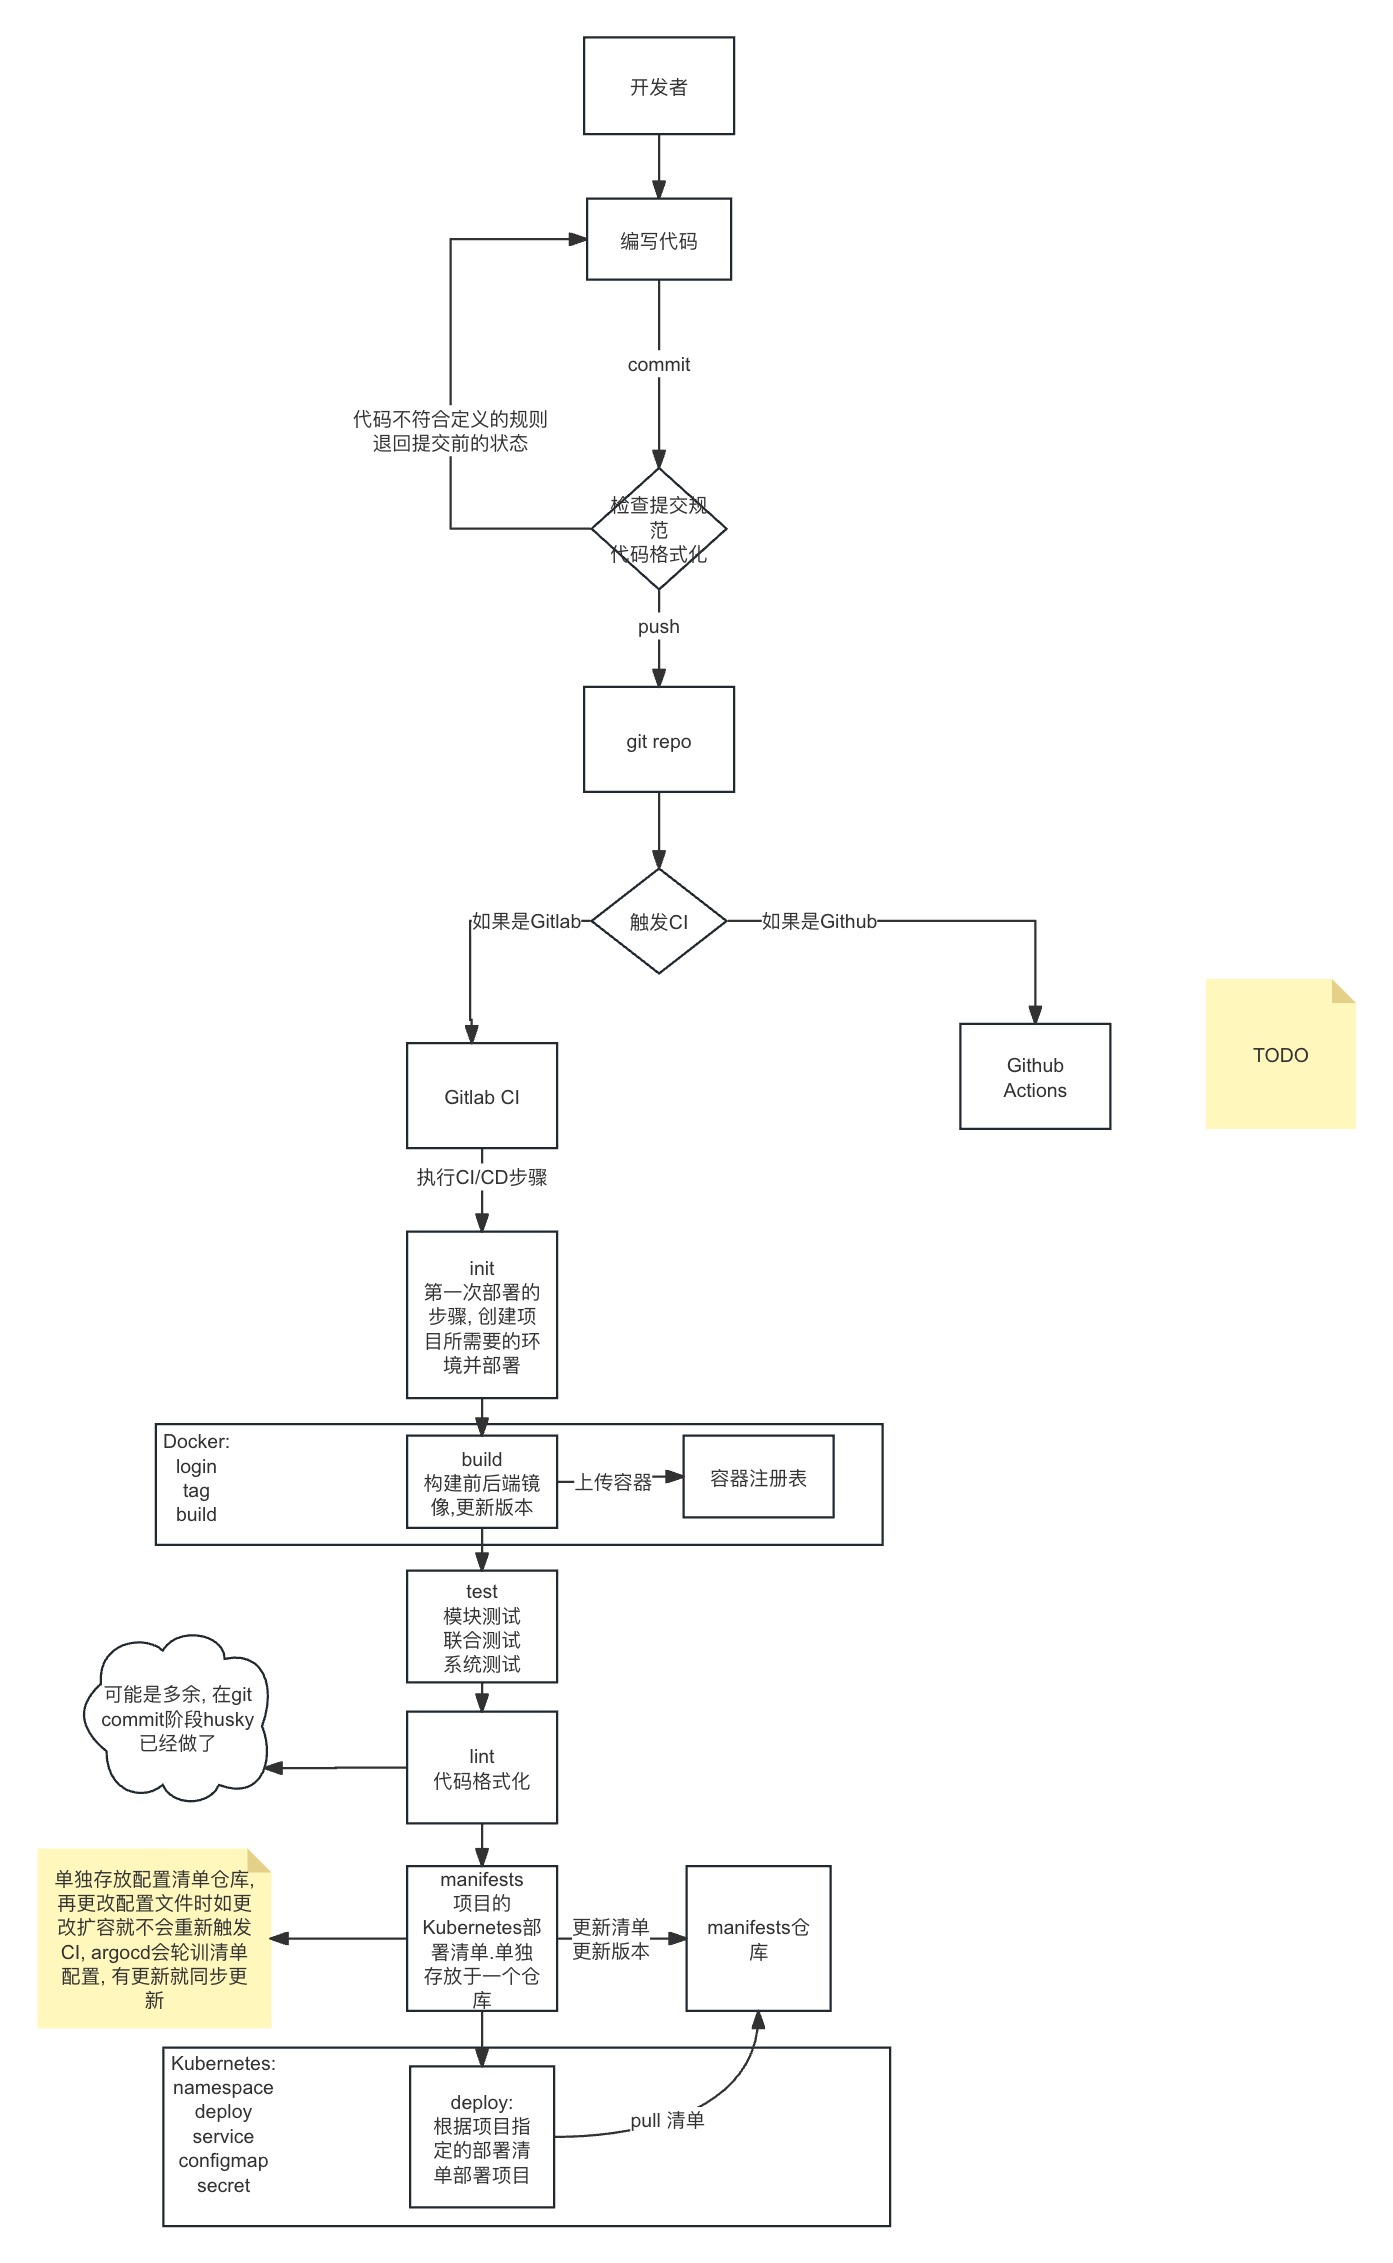 开发者
编写代码
commit
代码不符合定义的规则
退回提交前的状态
检查提交规
范
代码格式化
push
git repo
如果是Gitlab
触发CI
如果是Github
Gitlab CI
Github
Actions
TODO
执行CI/CD步骤
init
第一次部署的
步骤, 创建项
目所需要的环
境并部署
Docker:
login
tag
build
build
构建前后端镜
像,更新版本
上传容器
容器注册表
test
模块测试
联合测试
系统测试
可能是多余, 在git
commit阶段husky
已经做了
lint
代码格式化
单独存放配置清单仓库,
再更改配置文件时如更
改扩容就不会重新触发
CI, argocd会轮训清单
配置, 有更新就同步更
新
manifests
项目的
Kubernetes部
署清单.单独
存放于一个仓
库
更新清单
更新版本
manifests仓
库
Kubernetes:
namespace
deploy
service
configmap
secret
deploy:
根据项目指
定的部署清
单部署项目
pull 清单